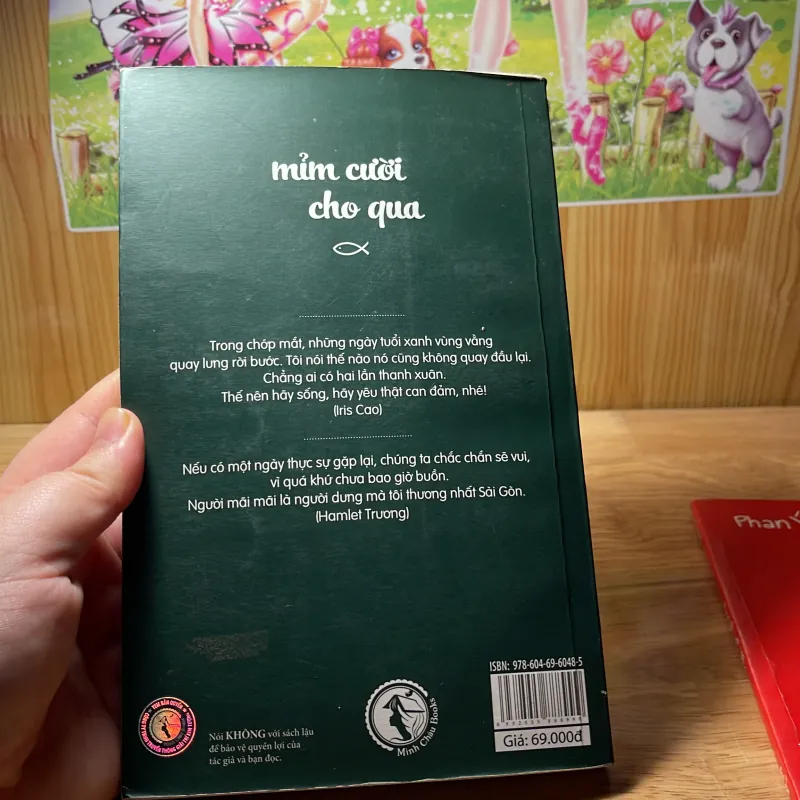 mỉm cười
cho qua
Trong chớp mắt, những ngày tuổi xanh vùng vằng
quay lưng rời bước. Tôi nói thế nào nó cũng không quay đầu lại.
Chẳng ai có hai lần thanh xuân.
Thế nên hãy sống, hãy yêu thật can đảm, nhé!
(Iris Cao)
Nếu có một ngày thực sự gặp lại, chúng ta chắc chắn sẽ vui,
vì quá khứ chưa bao giờ buồn.
Người mãi mãi là người dưng mà tôi thương nhất Sài Gòn.
(Hamlet Trương)
Phan
ISBN: 978-604-69-6048-5
Giá: 69.000đ
TEM BẢN QUYỀN
Nói KHÔNG với sách lậu
để bảo vệ quyền lợi của
tác giả và bạn đọc.
Minh Châu Books